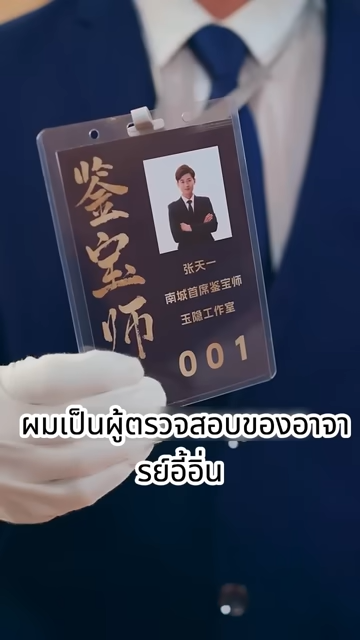 鉴宝师
张天一
南城首席鉴宝师
玉隐工作室
001
ผมเป็นผู้ตรวจสอบของอาจา
รย์อี้อิ่น